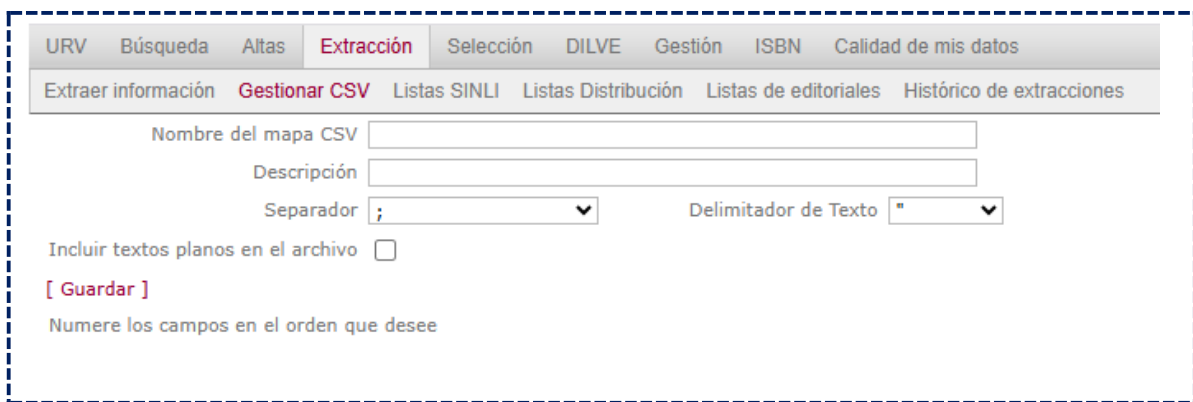 URV Búsqueda Altas Extracción Selección DILVE Gestión ISBN Calidad de mis datos
Extraer información Gestionar CSV Listas SINLI Listas Distribución Listas de editoriales Histórico de extracciones
Nombre del mapa CSV
Descripción
Separador ; Delimitador de Texto "
Incluir textos planos en el archivo
[ Guardar ]
Numere los campos en el orden que desee